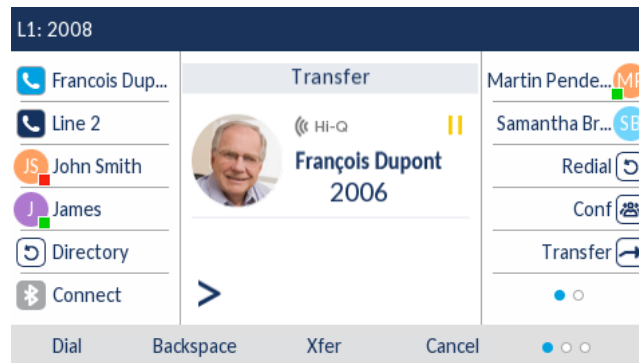 L1: 2008
Francois Dup...
Line 2
JS John Smith
J James
Directory
Connect
Transfer
Hi-Q
François Dupont
2006
>
Martin Pende... MP
Samantha Br... SB
Redial
Conf
Transfer
Dial Backspace Xfer Cancel